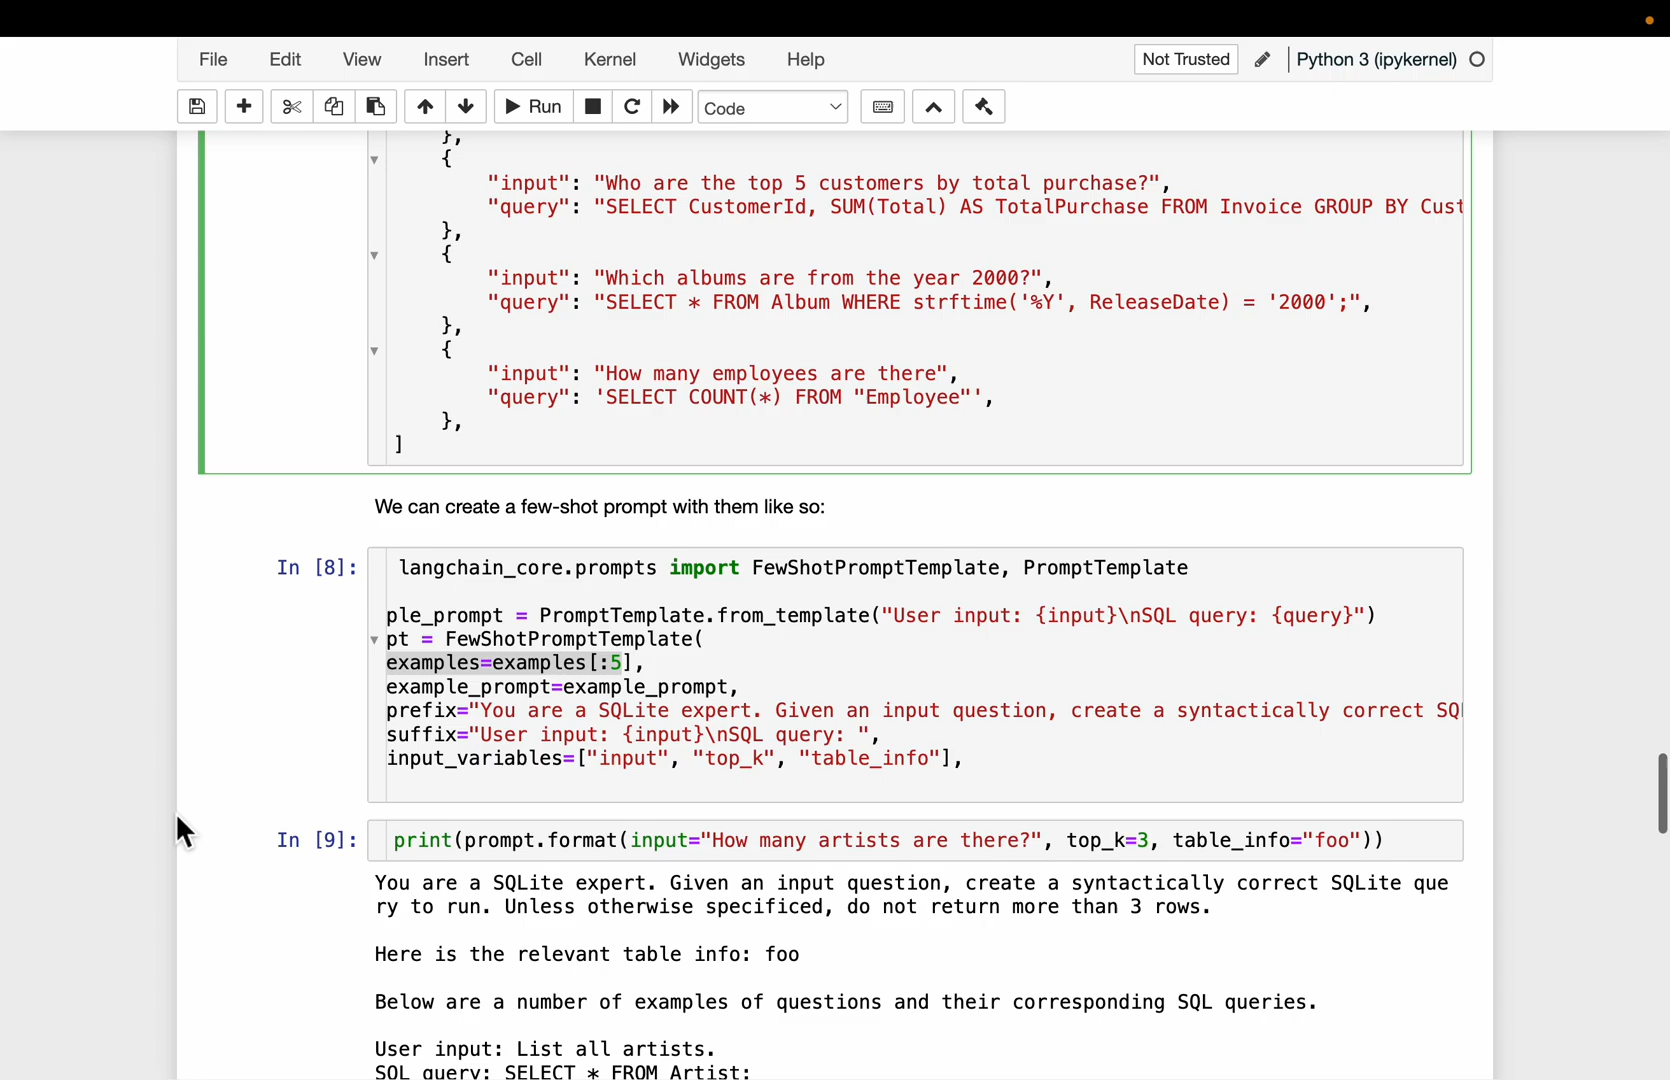 File Edit View Insert Cell Kernel Widgets Help Not Trusted Python 3 (ipykernel)
Run Code
},
{
"input": "Who are the top 5 customers by total purchase?",
"query": "SELECT CustomerId, SUM(Total) AS TotalPurchase FROM Invoice GROUP BY Cust
},
{
"input": "Which albums are from the year 2000?",
"query": "SELECT * FROM Album WHERE strftime('%Y', ReleaseDate) = '2000';",
},
{
"input": "How many employees are there",
"query": 'SELECT COUNT(*) FROM "Employee"',
},
]
We can create a few-shot prompt with them like so:
In [8]: langchain_core.prompts import FewShotPromptTemplate, PromptTemplate
ple_prompt = PromptTemplate.from_template("User input: {input}\nSQL query: {query}")
pt = FewShotPromptTemplate(
examples=examples[:5],
example_prompt=example_prompt,
prefix="You are a SQLite expert. Given an input question, create a syntactically correct SQ
suffix="User input: {input}\nSQL query: ",
input_variables=["input", "top_k", "table_info"],
In [9]: print(prompt.format(input="How many artists are there?", top_k=3, table_info="foo"))
You are a SQLite expert. Given an input question, create a syntactically correct SQLite que
ry to run. Unless otherwise specificed, do not return more than 3 rows.
Here is the relevant table info: foo
Below are a number of examples of questions and their corresponding SQL queries.
User input: List all artists.
SQL query: SELECT * FROM Artist;